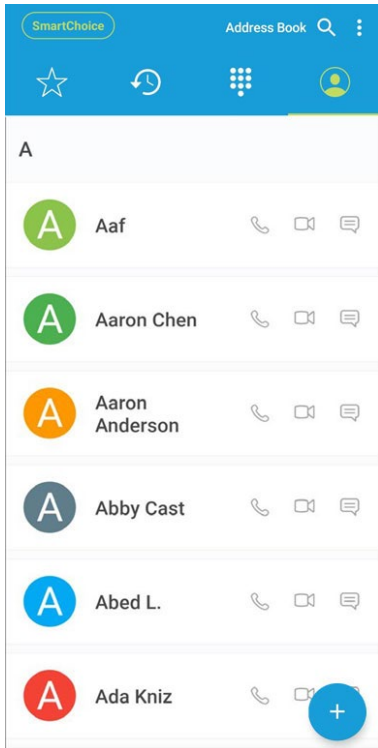 SmartChoice
Address Book
A
A Aaf
A Aaron Chen
A Aaron
Anderson
A Abby Cast
A Abed L.
A Ada Kniz
+